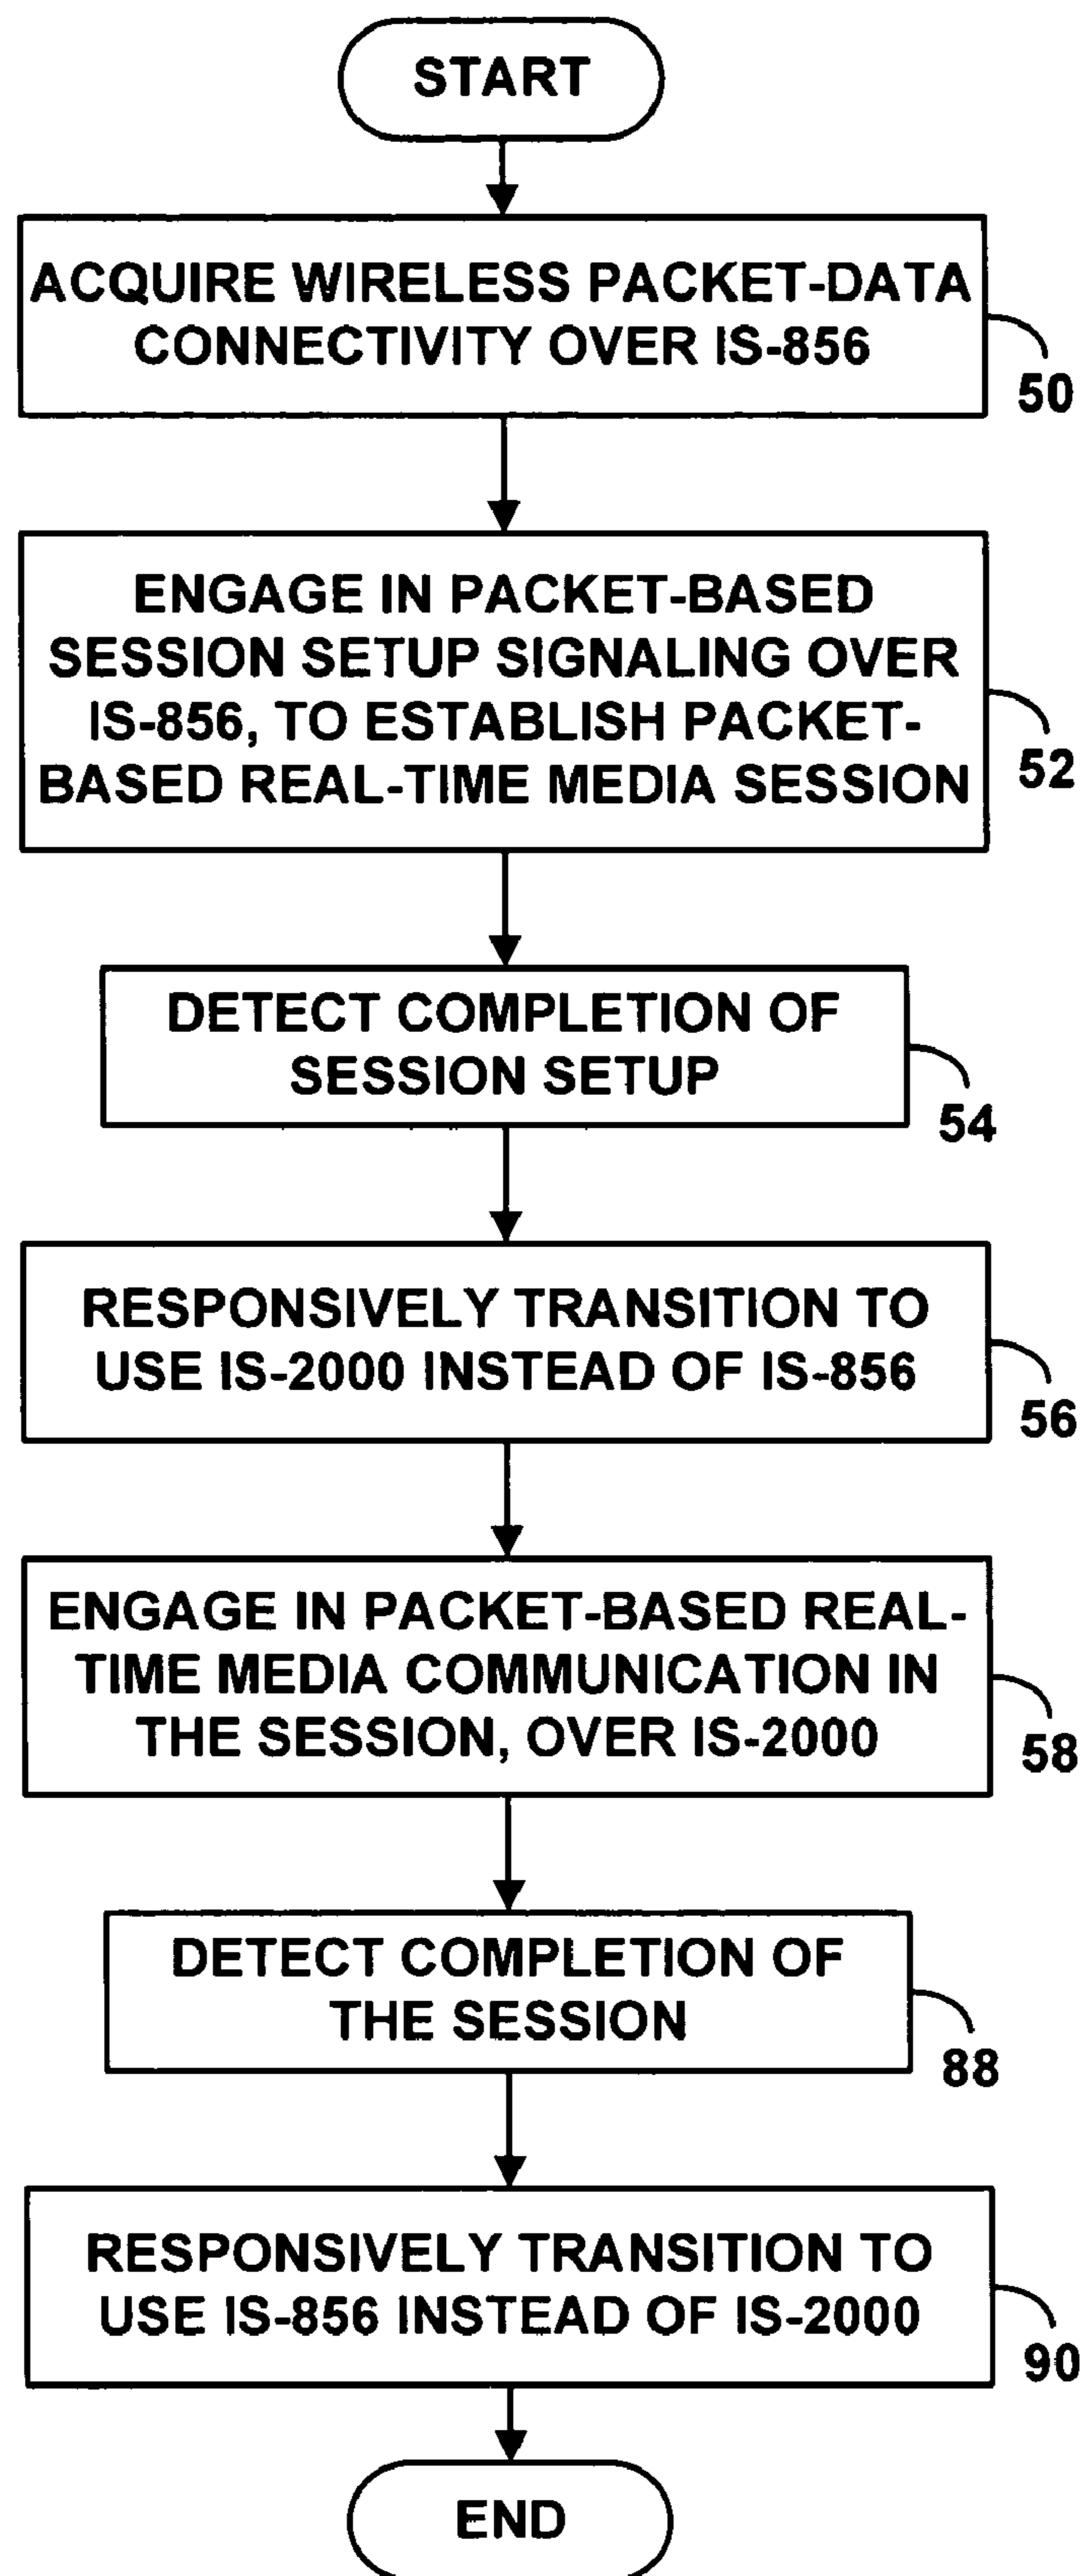 START
ACQUIRE WIRELESS PACKET-DATA
CONNECTIVITY OVER IS-856
50
ENGAGE IN PACKET-BASED
SESSION SETUP SIGNALING OVER
IS-856, TO ESTABLISH PACKET-
BASED REAL-TIME MEDIA SESSION
52
DETECT COMPLETION OF
SESSION SETUP
54
RESPONSIVELY TRANSITION TO
USE IS-2000 INSTEAD OF IS-856
56
ENGAGE IN PACKET-BASED REAL-
TIME MEDIA COMMUNICATION IN
THE SESSION, OVER IS-2000
58
DETECT COMPLETION OF
THE SESSION
88
RESPONSIVELY TRANSITION TO
USE IS-856 INSTEAD OF IS-2000
90
END